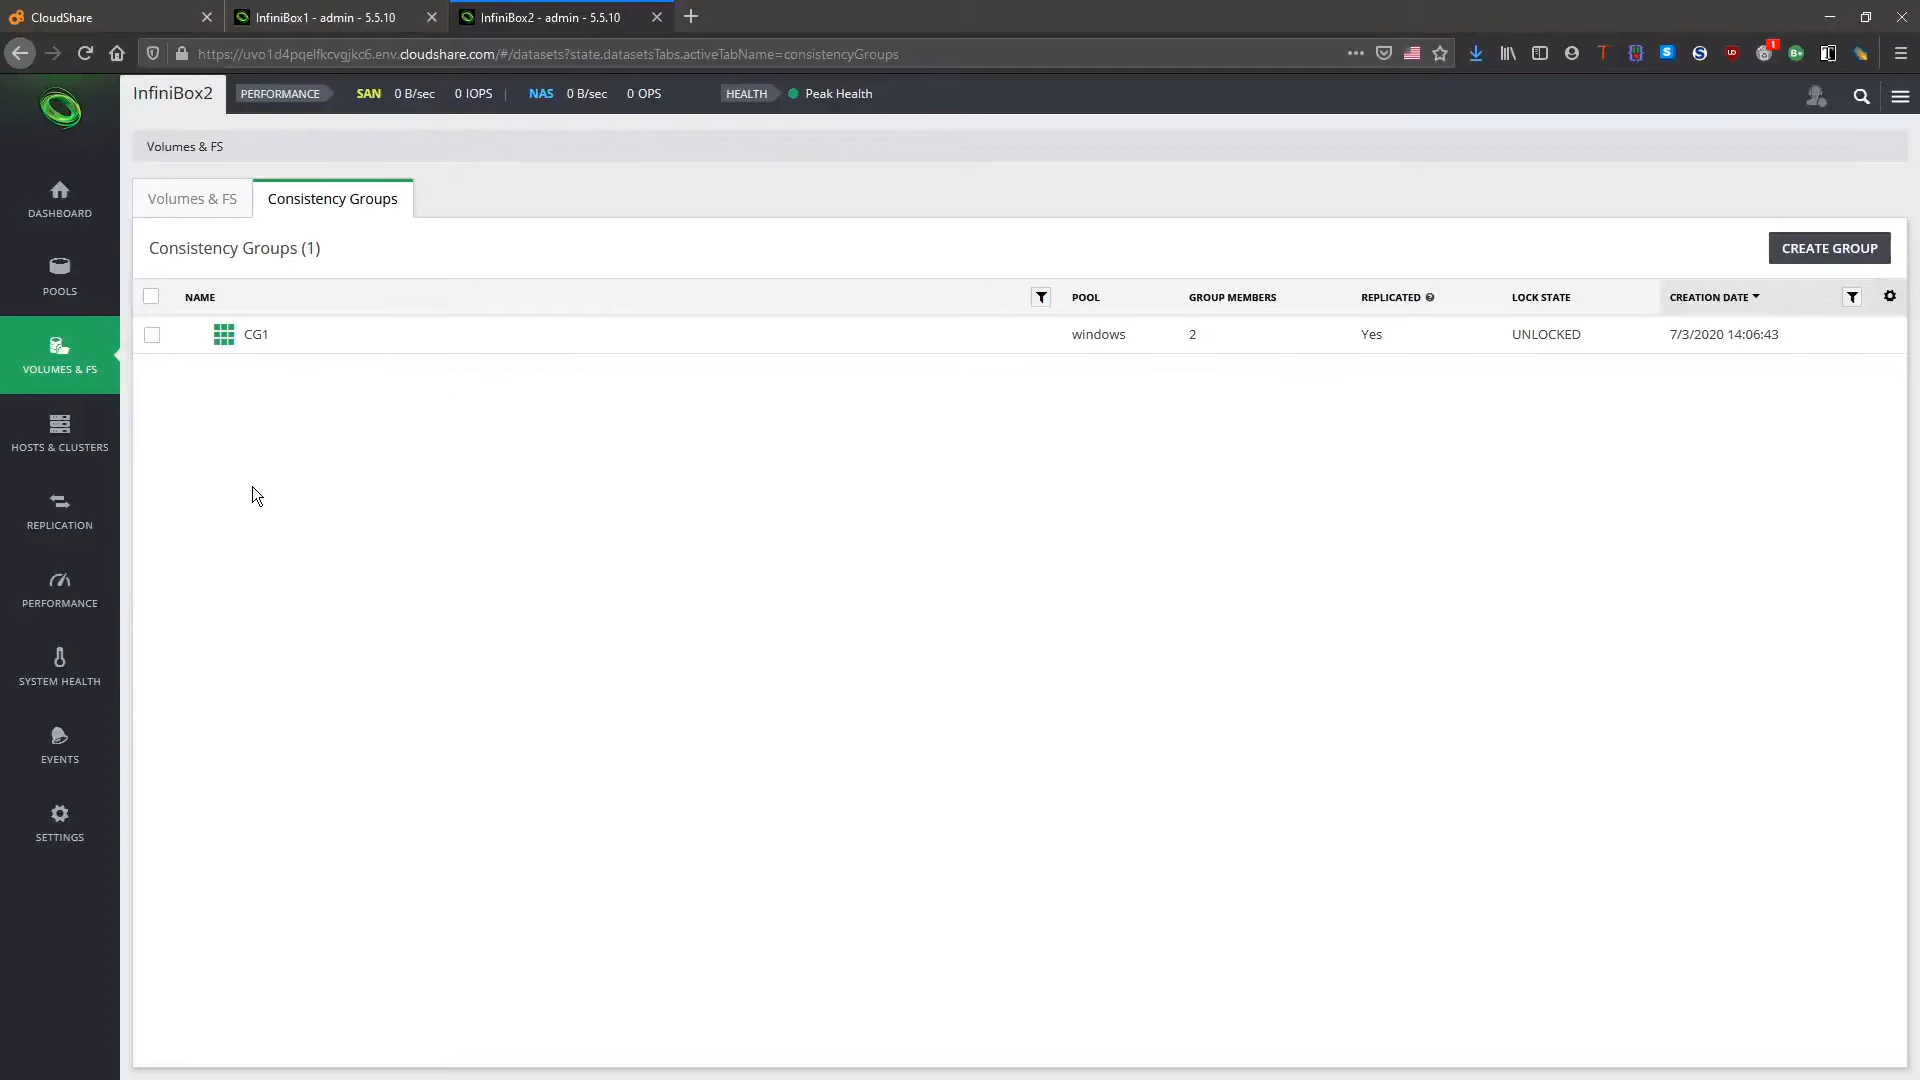 CloudShare
InfiniBox1 - admin - 5.5.10
InfiniBox2 - admin - 5.5.10
https://uvo1d4pqelfkcvgjkc6.env.cloudshare.com/#/datasets?state.datasetsTabs.activeTabName=consistencyGroups
1
InfiniBox2
PERFORMANCE
SAN 0 B/sec 0 IOPS | NAS 0 B/sec 0 OPS
HEALTH
Peak Health
Volumes & FS
Volumes & FS
Consistency Groups
Consistency Groups (1)
CREATE GROUP
NAME POOL GROUP MEMBERS REPLICATED LOCK STATE CREATION DATE
CG1 windows 2 Yes UNLOCKED 7/3/2020 14:06:43
DASHBOARD
POOLS
VOLUMES & FS
HOSTS & CLUSTERS
REPLICATION
PERFORMANCE
SYSTEM HEALTH
EVENTS
SETTINGS